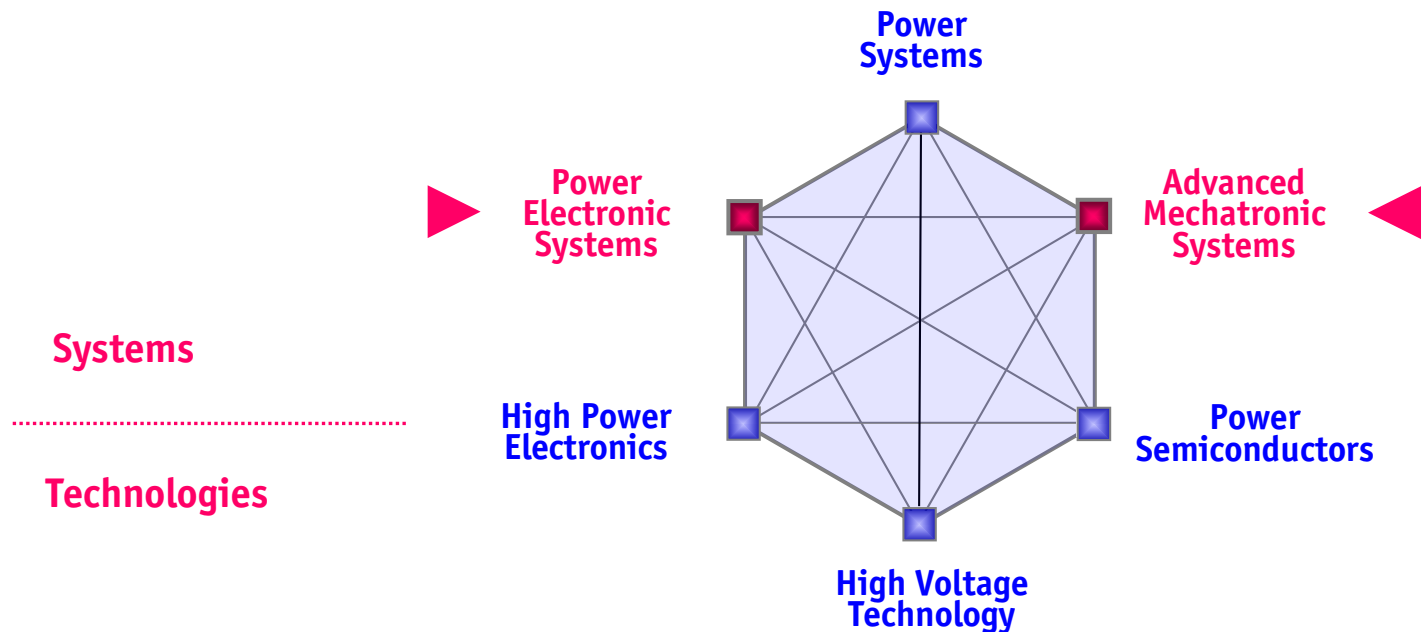 Power
Systems
Power
Electronic
Systems
Advanced
Mechatronic
Systems
Systems
High Power
Electronics
Power
Semiconductors
Technologies
High Voltage
Technology